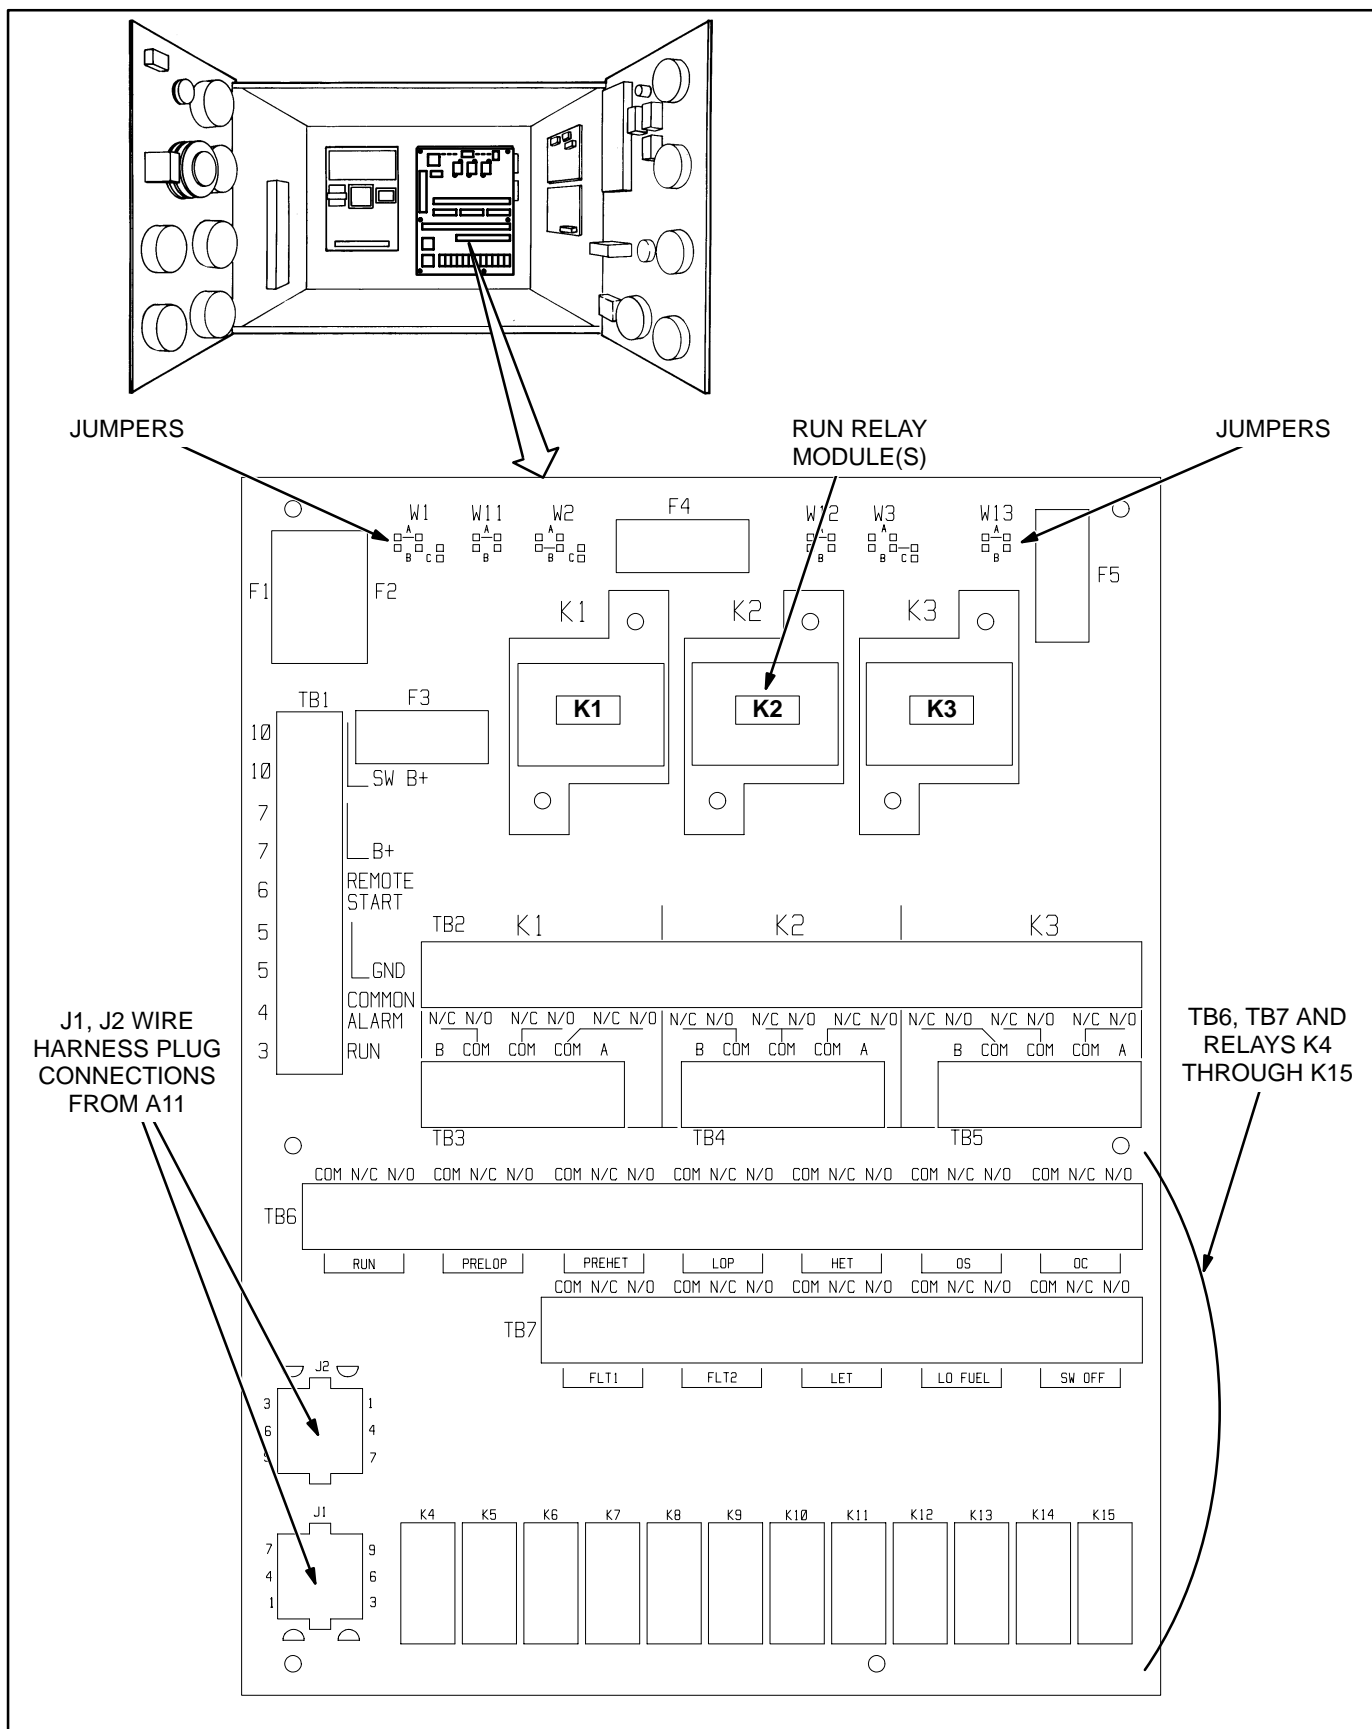 JUMPERS
RUN RELAY
MODULE(S)
JUMPERS
W1 W11 W2 F4 W12 W3 W13
A A A A A A
B C B B C B B C B
F1 F2 F5
K1 K2 K3
K1 K2 K3
TB1 F3
10
10
SW B+
7
7
B+
6
REMOTE
START
5
5
GND
4
COMMON
ALARM
3
RUN
TB2 K1 K2 K3
N/C N/O N/C N/O N/C N/O N/C N/O N/C N/O N/C N/O N/C N/O N/C N/O N/C N/O
B COM COM COM A B COM COM COM A B COM COM COM A
TB3 TB4 TB5
J1, J2 WIRE
HARNESS PLUG
CONNECTIONS
FROM A11
TB6, TB7 AND
RELAYS K4
THROUGH K15
COM N/C N/O COM N/C N/O COM N/C N/O COM N/C N/O COM N/C N/O COM N/C N/O COM N/C N/O
TB6
RUN PRELOP PREHET LOP HET OS OC
COM N/C N/O COM N/C N/O COM N/C N/O COM N/C N/O COM N/C N/O
TB7
FLT1 FLT2 LET LO FUEL SW OFF
J2
3 1
6 4
9 7
J1
7 9
4 6
1 3
K4 K5 K6 K7 K8 K9 K10 K11 K12 K13 K14 K15